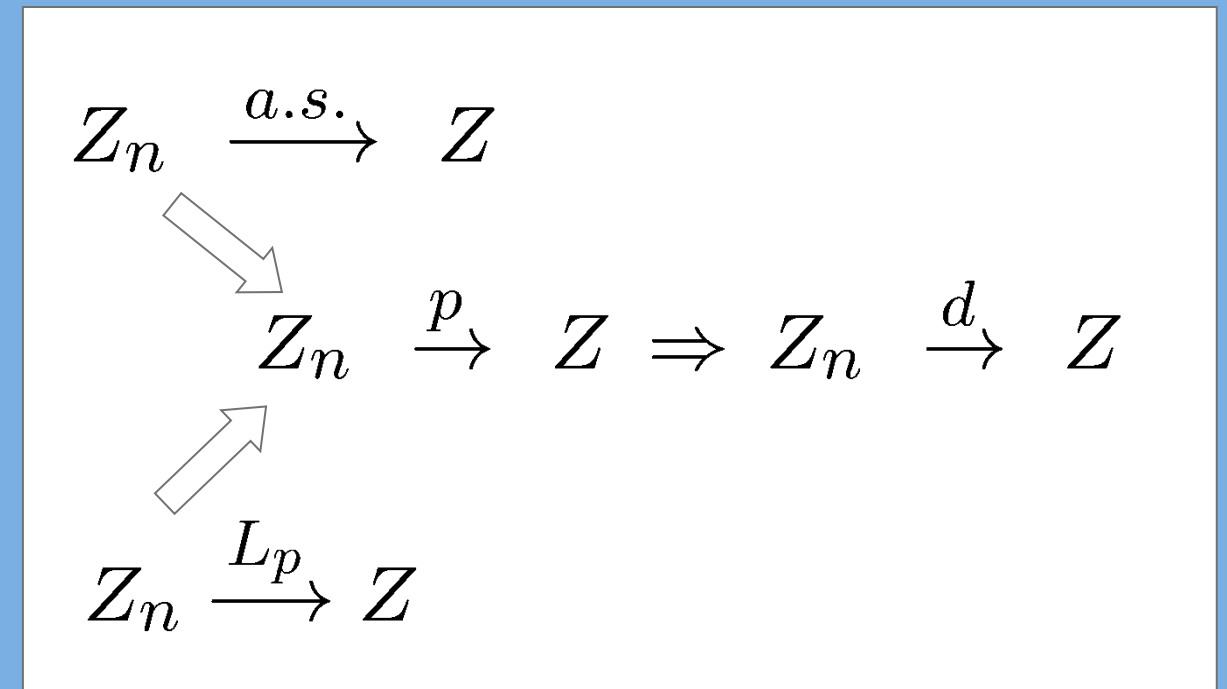 Zₙ a.s.→ Z
Zₙ p→ Z ⇒ Zₙ d→ Z
Zₙ Lₚ→ Z